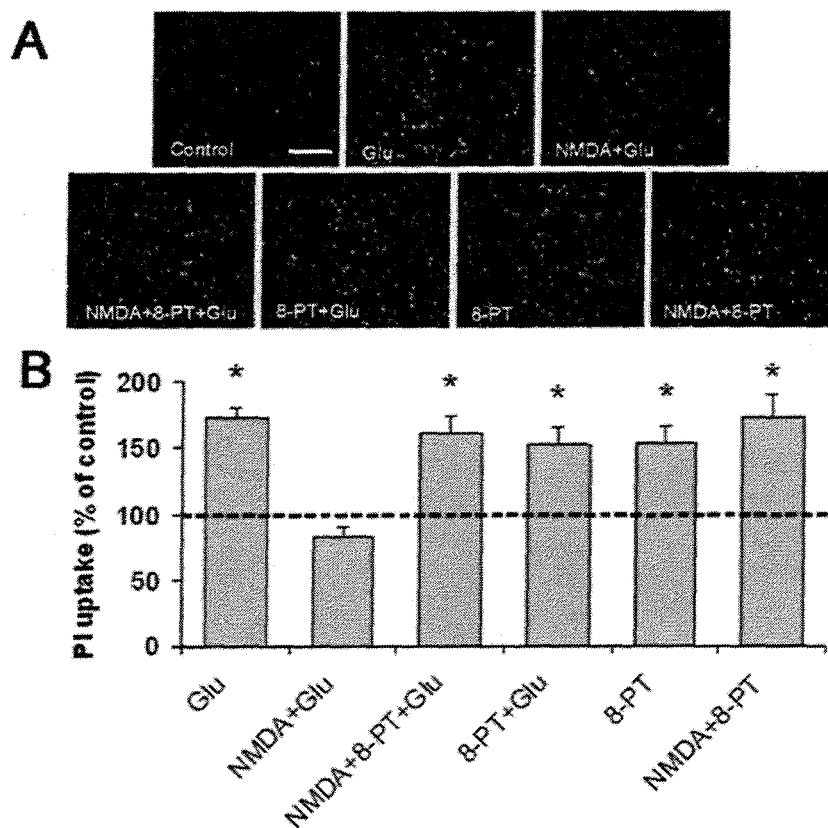 A
Control
Glu
NMDA+Glu
NMDA+8-PT+Glu
8-PT+Glu
8-PT
NMDA+8-PT
B
PI uptake (% of control)
200
150
100
50
0
*
*
*
*
*
Glu
NMDA+Glu
NMDA+8-PT+Glu
8-PT+Glu
8-PT
NMDA+8-PT